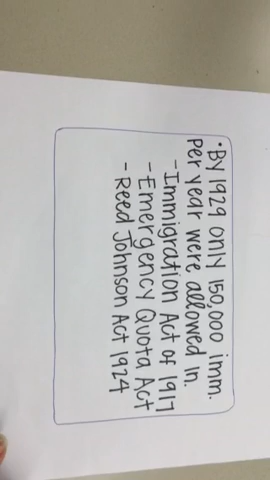 • By 1929 only 150,000 imm.
Per year were allowed in.
- Immigration Act of 1917
- Emergency Quota Act
- Reed Johnson Act 1924